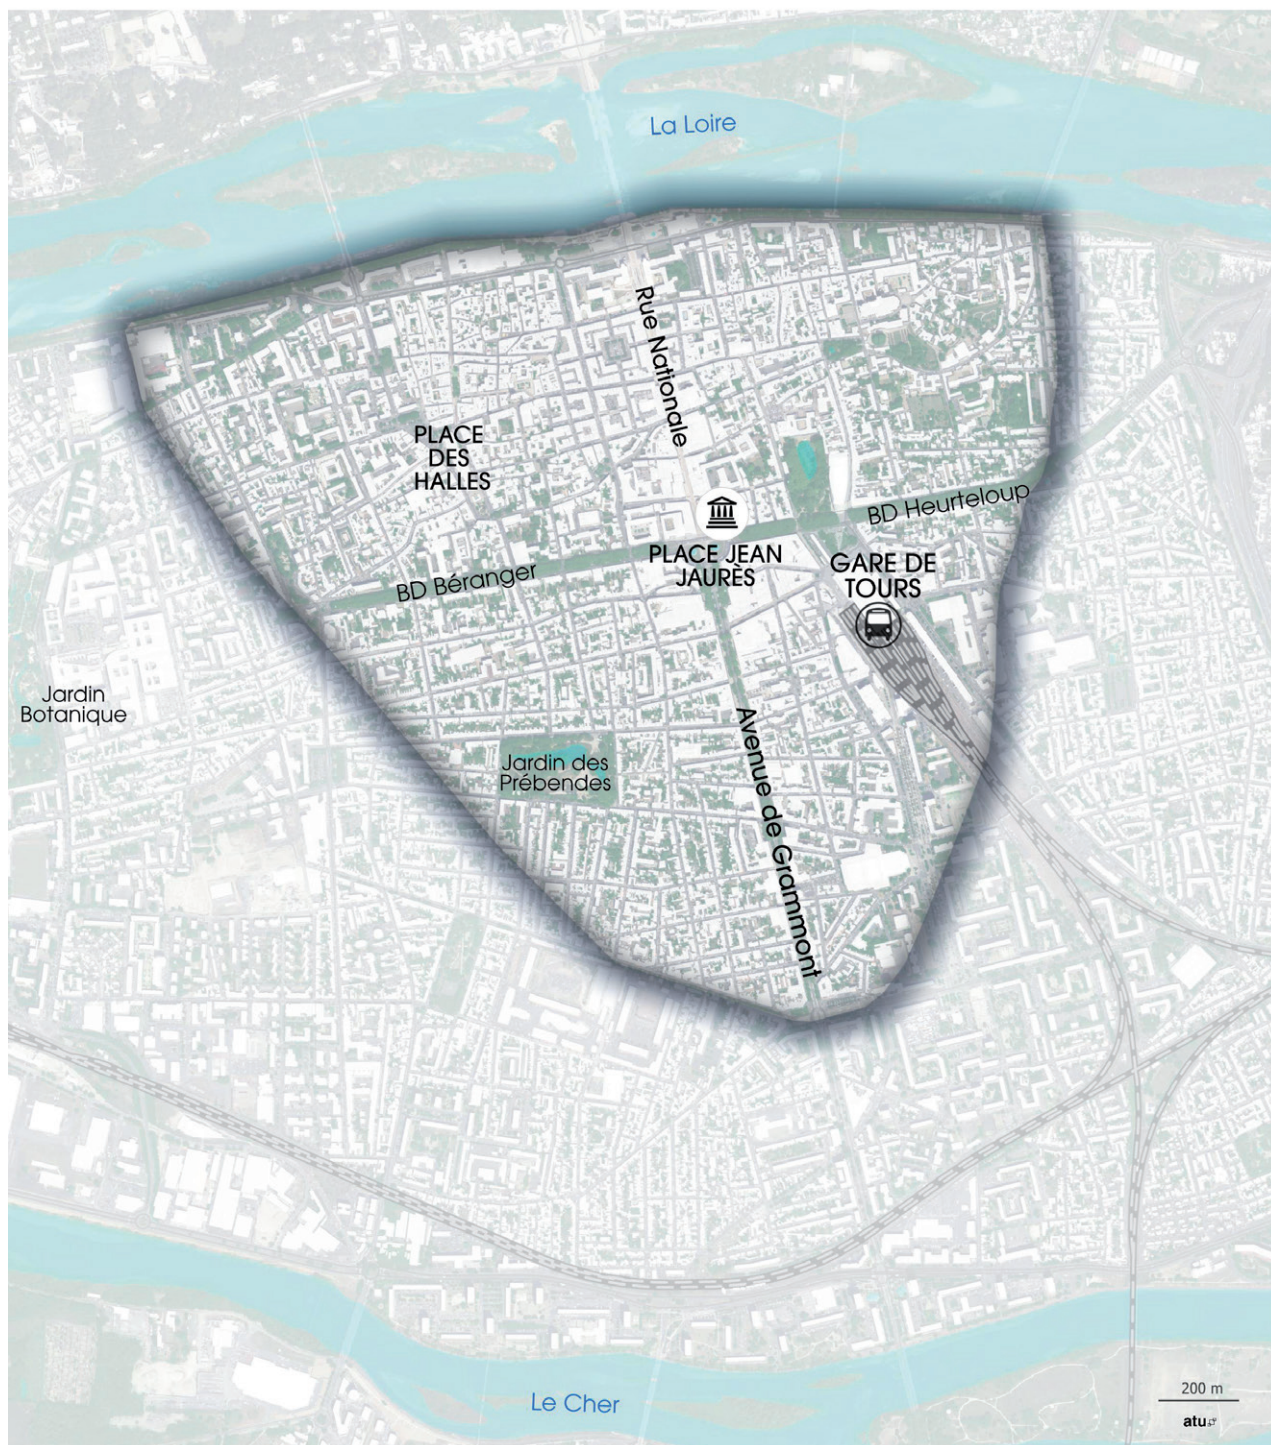 La Loire
Rue Nationale
PLACE
DES
HALLES
BD Heurteloup
PLACE JEAN
JAURÈS
GARE DE
TOURS
BD Béranger
Jardin
Botanique
Jardin des
Prébendes
Avenue de Grammont
Le Cher
200 m
atu